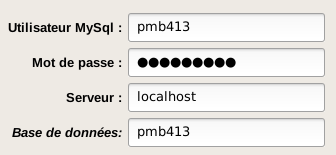 Utilisateur MySql : pmb413
Mot de passe : ●●●●●●●●●
Serveur : localhost
Base de données: pmb413